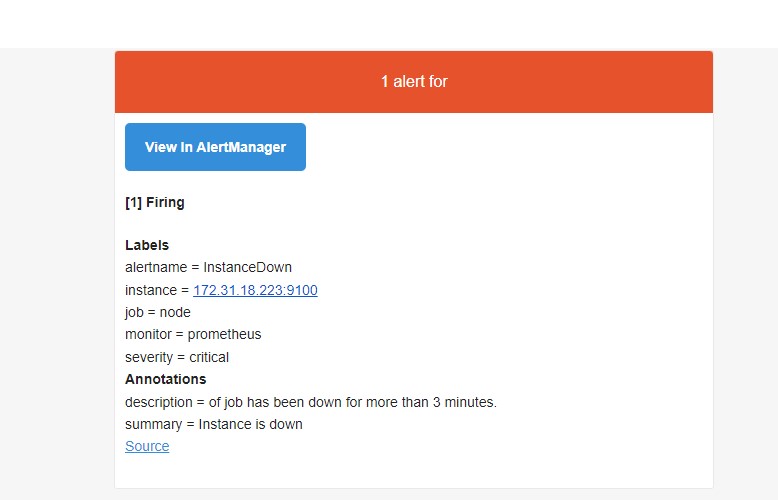 1 alert for
View In AlertManager
[1] Firing
Labels
alertname = InstanceDown
instance = 172.31.18.223:9100
job = node
monitor = prometheus
severity = critical
Annotations
description = of job has been down for more than 3 minutes.
summary = Instance is down
Source